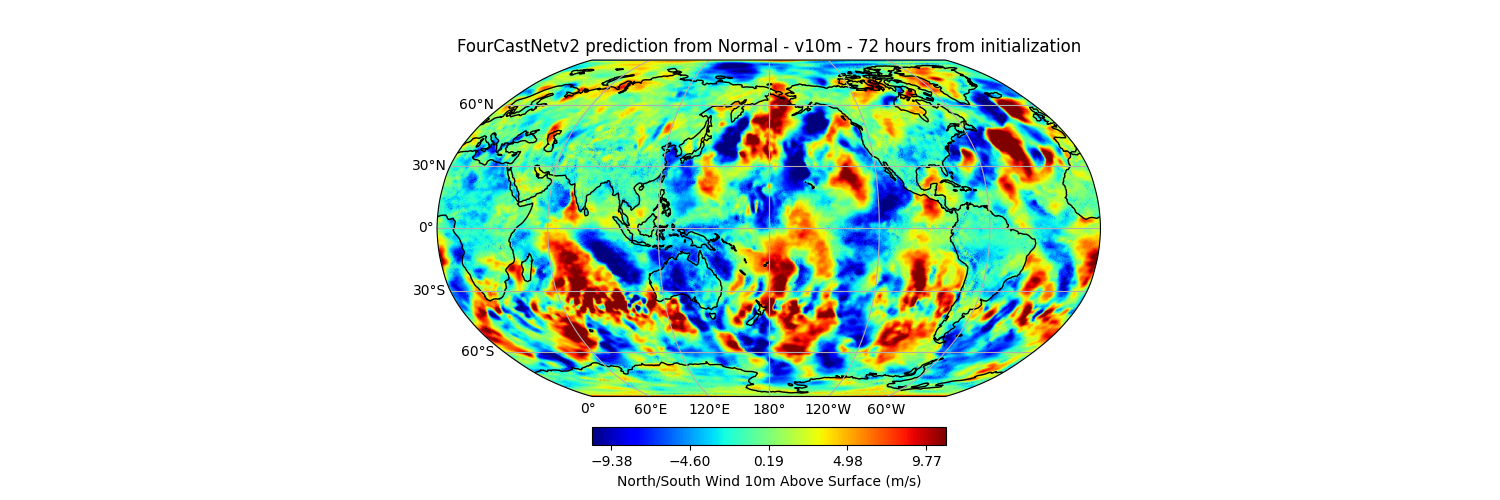 FourCastNetv2 prediction from Normal - v10m - 72 hours from initialization
60°N
30°N
0°
30°S
60°S
0° 60°E 120°E 180° 120°W 60°W
−9.38 −4.60 0.19 4.98 9.77
North/South Wind 10m Above Surface (m/s)